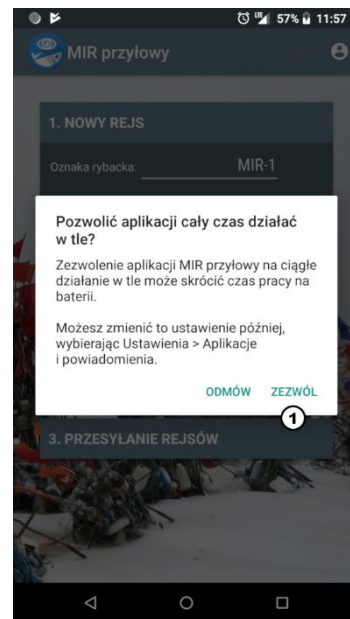 57% 11:57
MIR przyłowy
1. NOWY REJS
Oznaka rybacka: MIR-1
Pozwolić aplikacji cały czas działać
w tle?
Zezwolenie aplikacji MIR przyłowy na ciągłe
działanie w tle może skrócić czas pracy na
baterii.
Możesz zmienić to ustawienie później,
wybierając Ustawienia > Aplikacje
i powiadomienia.
ODMÓW ZEZWÓL
1
3. PRZESYŁANIE REJSÓW